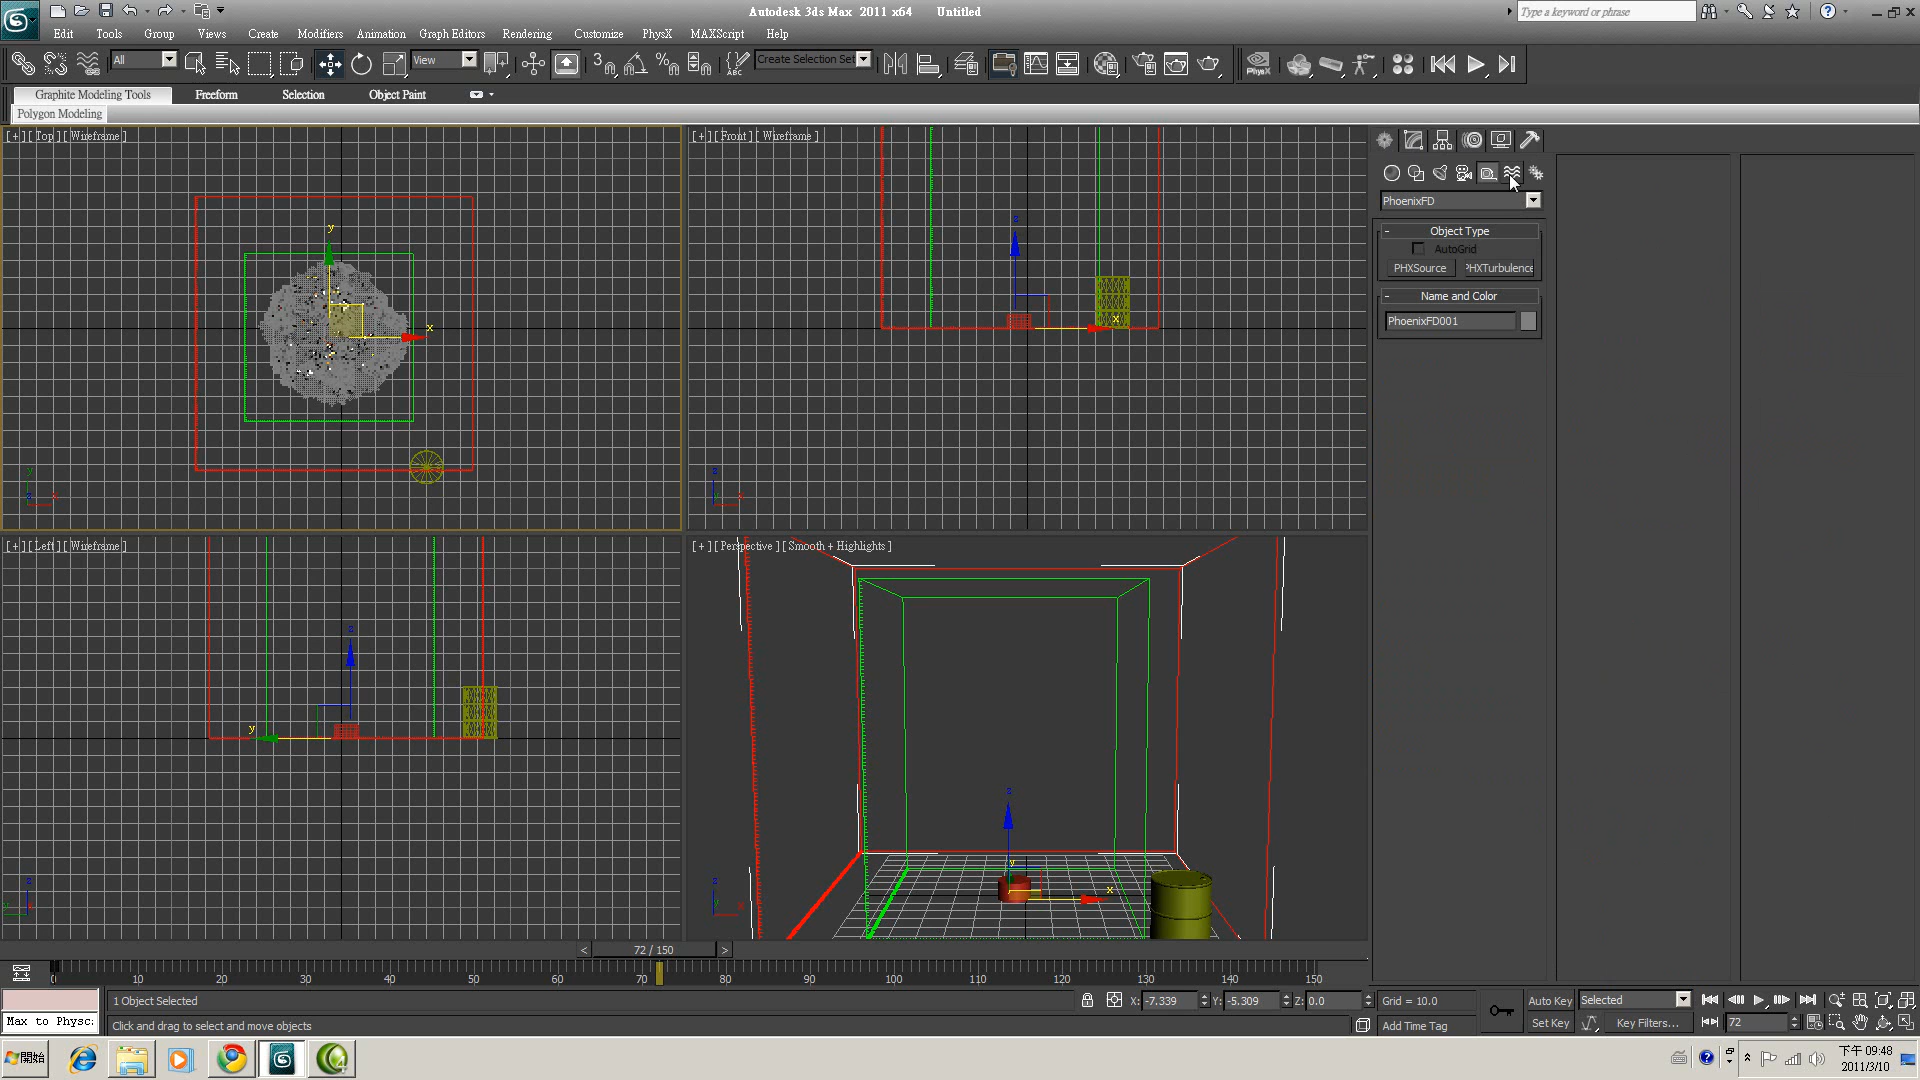 Autodesk 3ds Max 2011 x64 Untitled
Type a keyword or phrase
Edit Tools Group Views Create Modifiers Animation Graph Editors Rendering Customize PhysX MAXScript Help
All
View
Create Selection Set
PhysX
Graphite Modeling Tools Freeform Selection Object Paint
Polygon Modeling
[ + ] [ Top ] [ Wireframe ]
[ + ] [ Front ] [ Wireframe ]
PhoenixFD
- Object Type
AutoGrid
PHXSource PHXTurbulence
- Name and Color
PhoenixFD001
y
x
z
x
[ + ] [ Left ] [ Wireframe ]
[ + ] [ Perspective ] [ Smooth + Highlights ]
z
y
z
y
x
< 72 / 150 >
0 10 20 30 40 50 60 70 80 90 100 110 120 130 140 150
1 Object Selected
X: -7.339 Y: -5.309 Z: 0.0
Grid = 10.0
Auto Key Selected
Max to Physc:
Click and drag to select and move objects
Add Time Tag
Set Key Key Filters...
72
開始
下午 09:48
2011/3/10